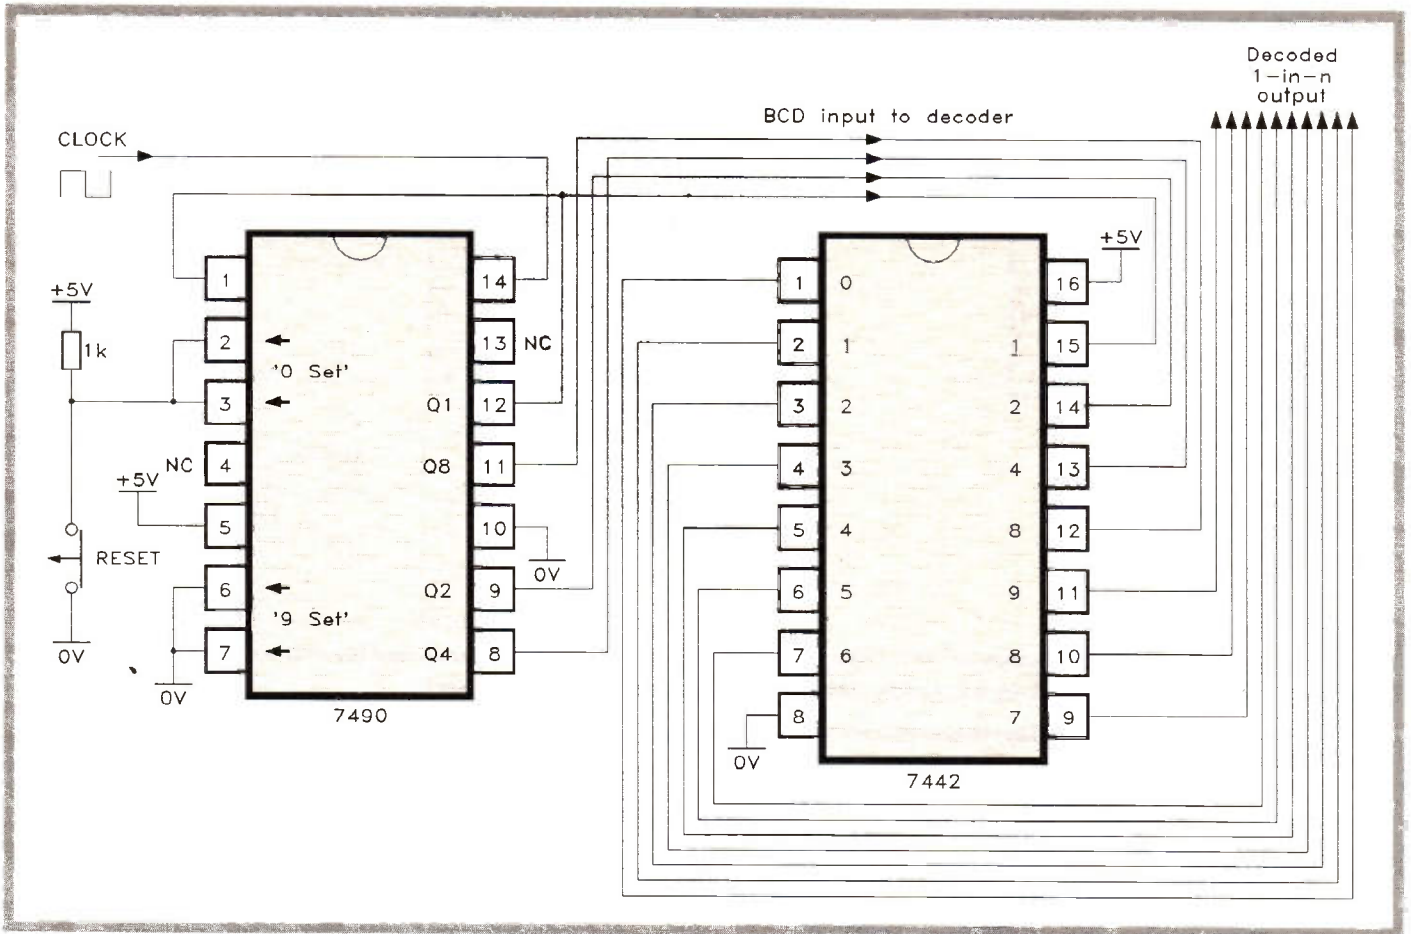 Decoded
1-in-n
output
BCD input to decoder
CLOCK
+5V
1k
RESET
0V
1
2
'0 Set'
3
NC
4
+5V
5
6
'9 Set'
7
0V
14
13
NC
Q1
12
Q8
11
10
0V
Q2
9
Q4
8
7490
1
0
2
1
3
2
4
3
5
4
6
5
7
6
8
0V
+5V
16
1
15
2
14
4
13
8
12
9
11
8
10
7
9
7442